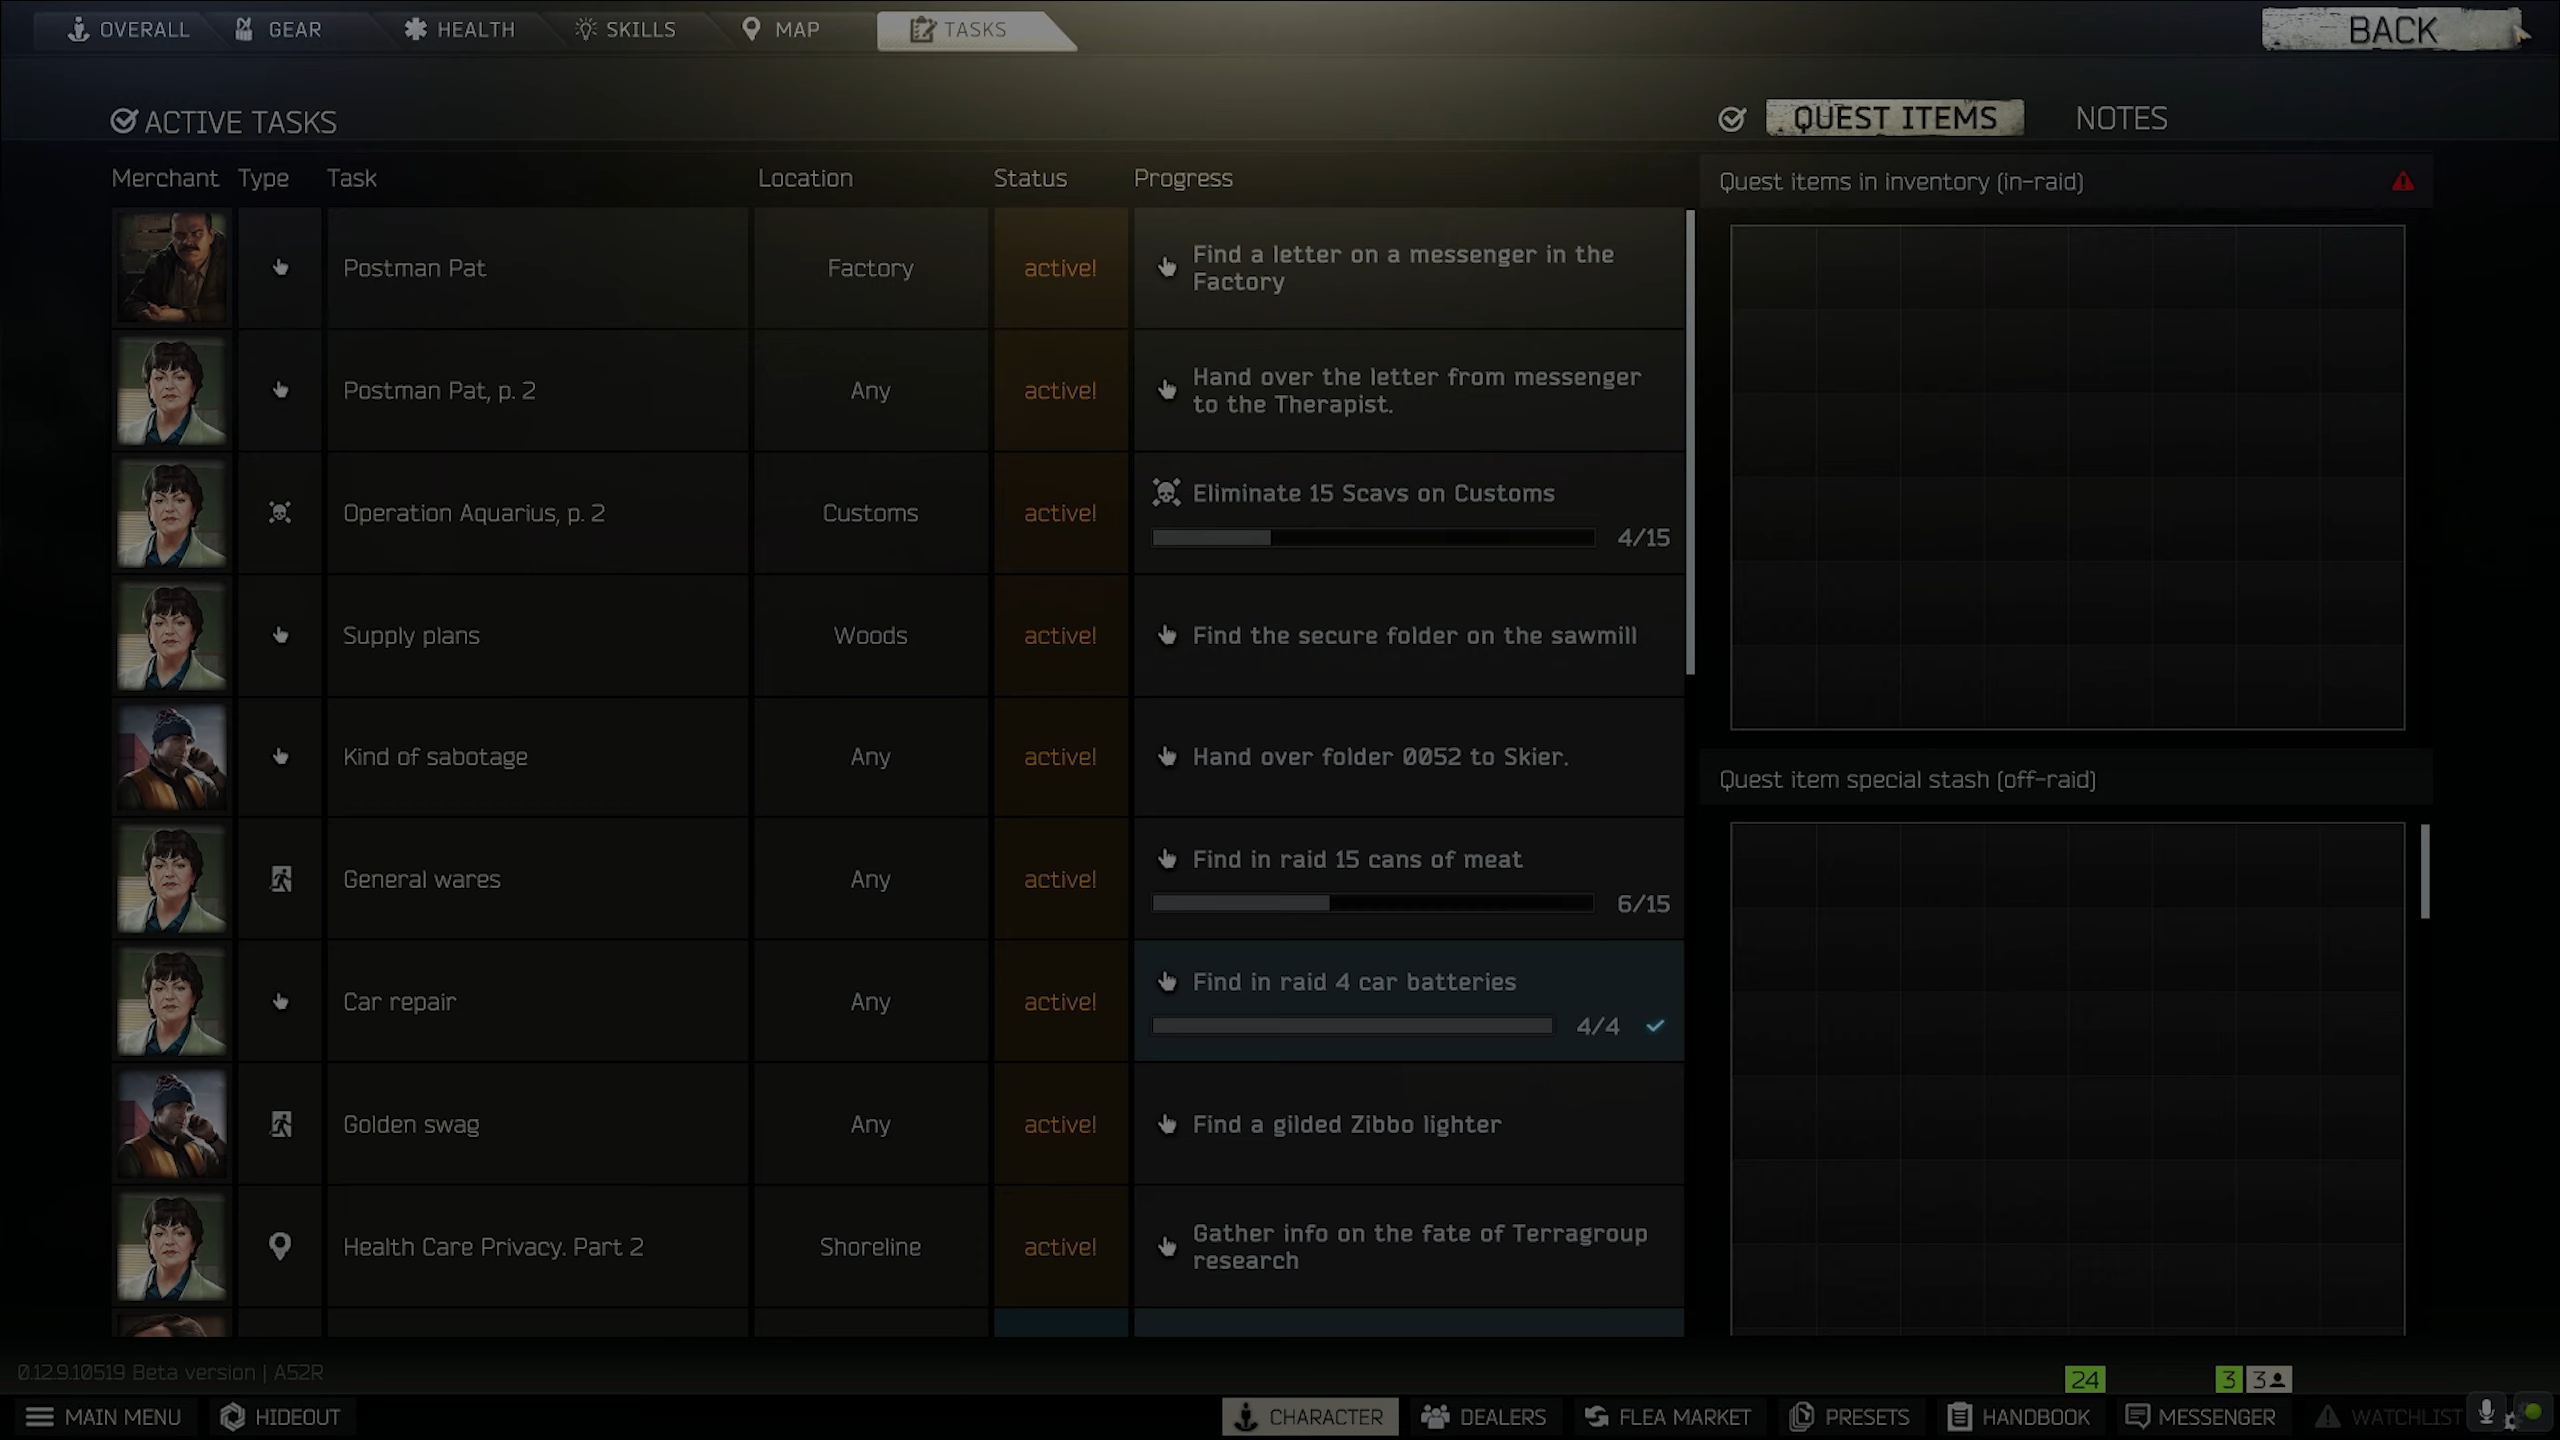 OVERALL
GEAR
HEALTH
SKILLS
MAP
TASKS
BACK
ACTIVE TASKS
QUEST ITEMS
NOTES
Merchant Type Task Location Status Progress
Quest items in inventory (in-raid)
Postman Pat
Factory
active!
Find a letter on a messenger in the
Factory
Postman Pat, p. 2
Any
active!
Hand over the letter from messenger
to the Therapist.
Operation Aquarius, p. 2
Customs
active!
Eliminate 15 Scavs on Customs
4/15
Supply plans
Woods
active!
Find the secure folder on the sawmill
Kind of sabotage
Any
active!
Hand over folder 0052 to Skier.
Quest item special stash (off-raid)
General wares
Any
active!
Find in raid 15 cans of meat
6/15
Car repair
Any
active!
Find in raid 4 car batteries
4/4
Golden swag
Any
active!
Find a gilded Zibbo lighter
Health Care Privacy. Part 2
Shoreline
active!
Gather info on the fate of Terragroup
research
0.12.9.10519 Beta version | A52R
24
3
3
MAIN MENU
HIDEOUT
CHARACTER
DEALERS
FLEA MARKET
PRESETS
HANDBOOK
MESSENGER
WATCHLIST